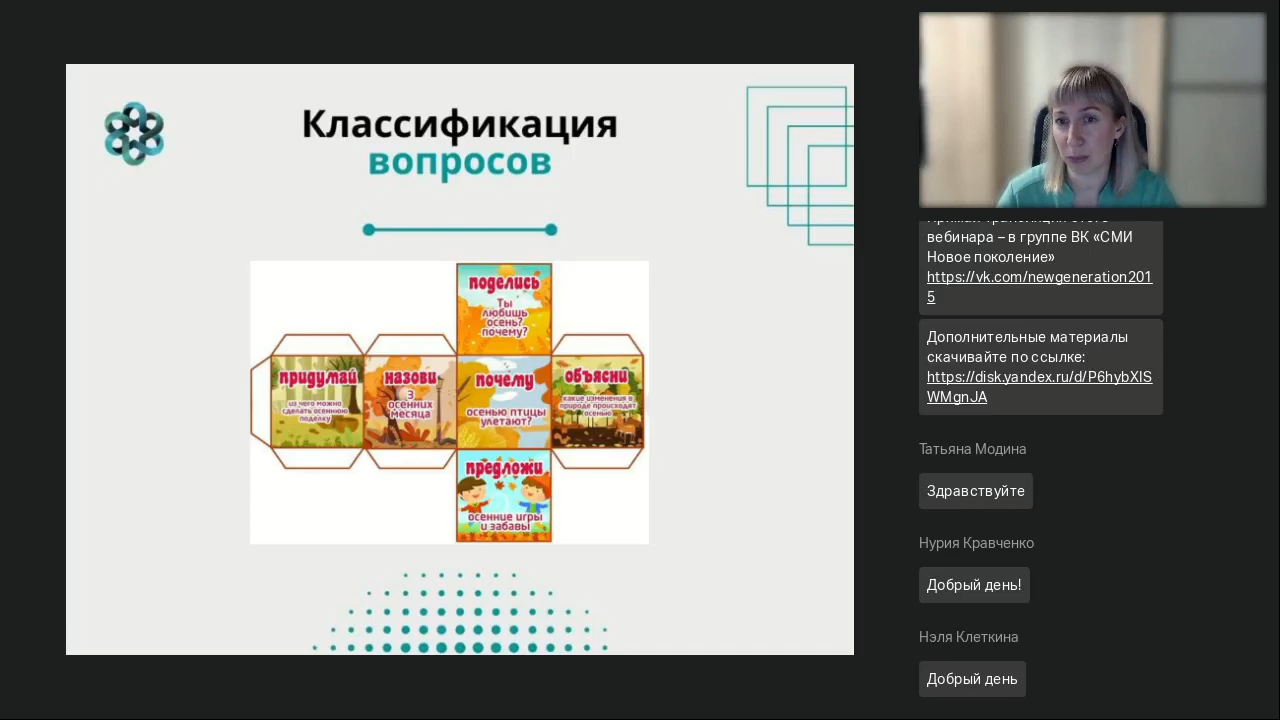 Классификация
вопросов
поделись
Ты
любишь
осень?
почему?
придумай
из чего можно
сделать осеннюю
поделку
назови
3
осенних
месяца
почему
осенью птицы
улетают?
объясни
какие изменения в
природе происходят
осенью
предложи
осенние игры
и забавы
вебинара – в группе ВК «СМИ
Новое поколение»
https://vk.com/newgeneration201
5
Дополнительные материалы
скачивайте по ссылке:
https://disk.yandex.ru/d/P6hybXIS
WMgnJA
Татьяна Модина
Здравствуйте
Нурия Кравченко
Добрый день!
Нэля Клеткина
Добрый день